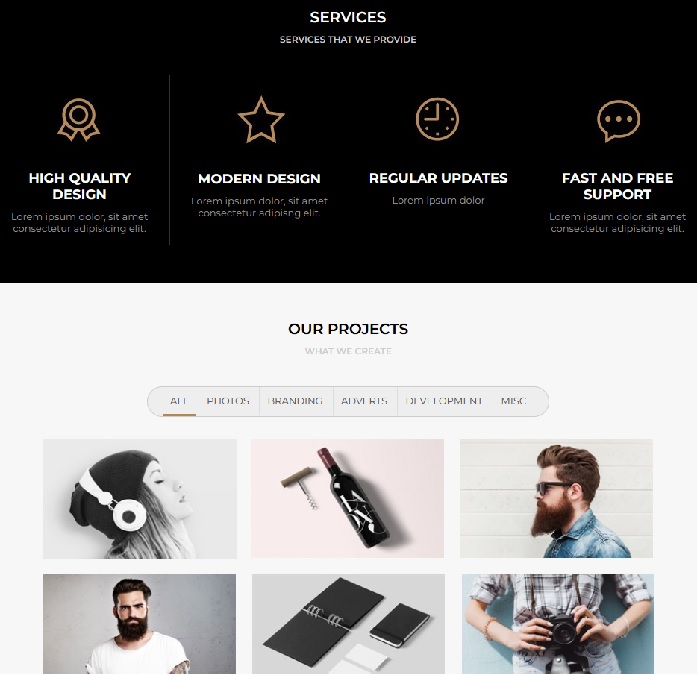 SERVICES
SERVICES THAT WE PROVIDE
HIGH QUALITY
DESIGN
Lorem ipsum dolor, sit amet
consectetur adipisicing elit.
MODERN DESIGN
Lorem ipsum dolor, sit amet
consectetur adipisng elit.
REGULAR UPDATES
Lorem ipsum dolor
FAST AND FREE
SUPPORT
Lorem ipsum dolor, sit amet
consectetur adipisicing elit.
OUR PROJECTS
WHAT WE CREATE
ALL PHOTOS BRANDING ADVERTS DEVELOPMENT MISC